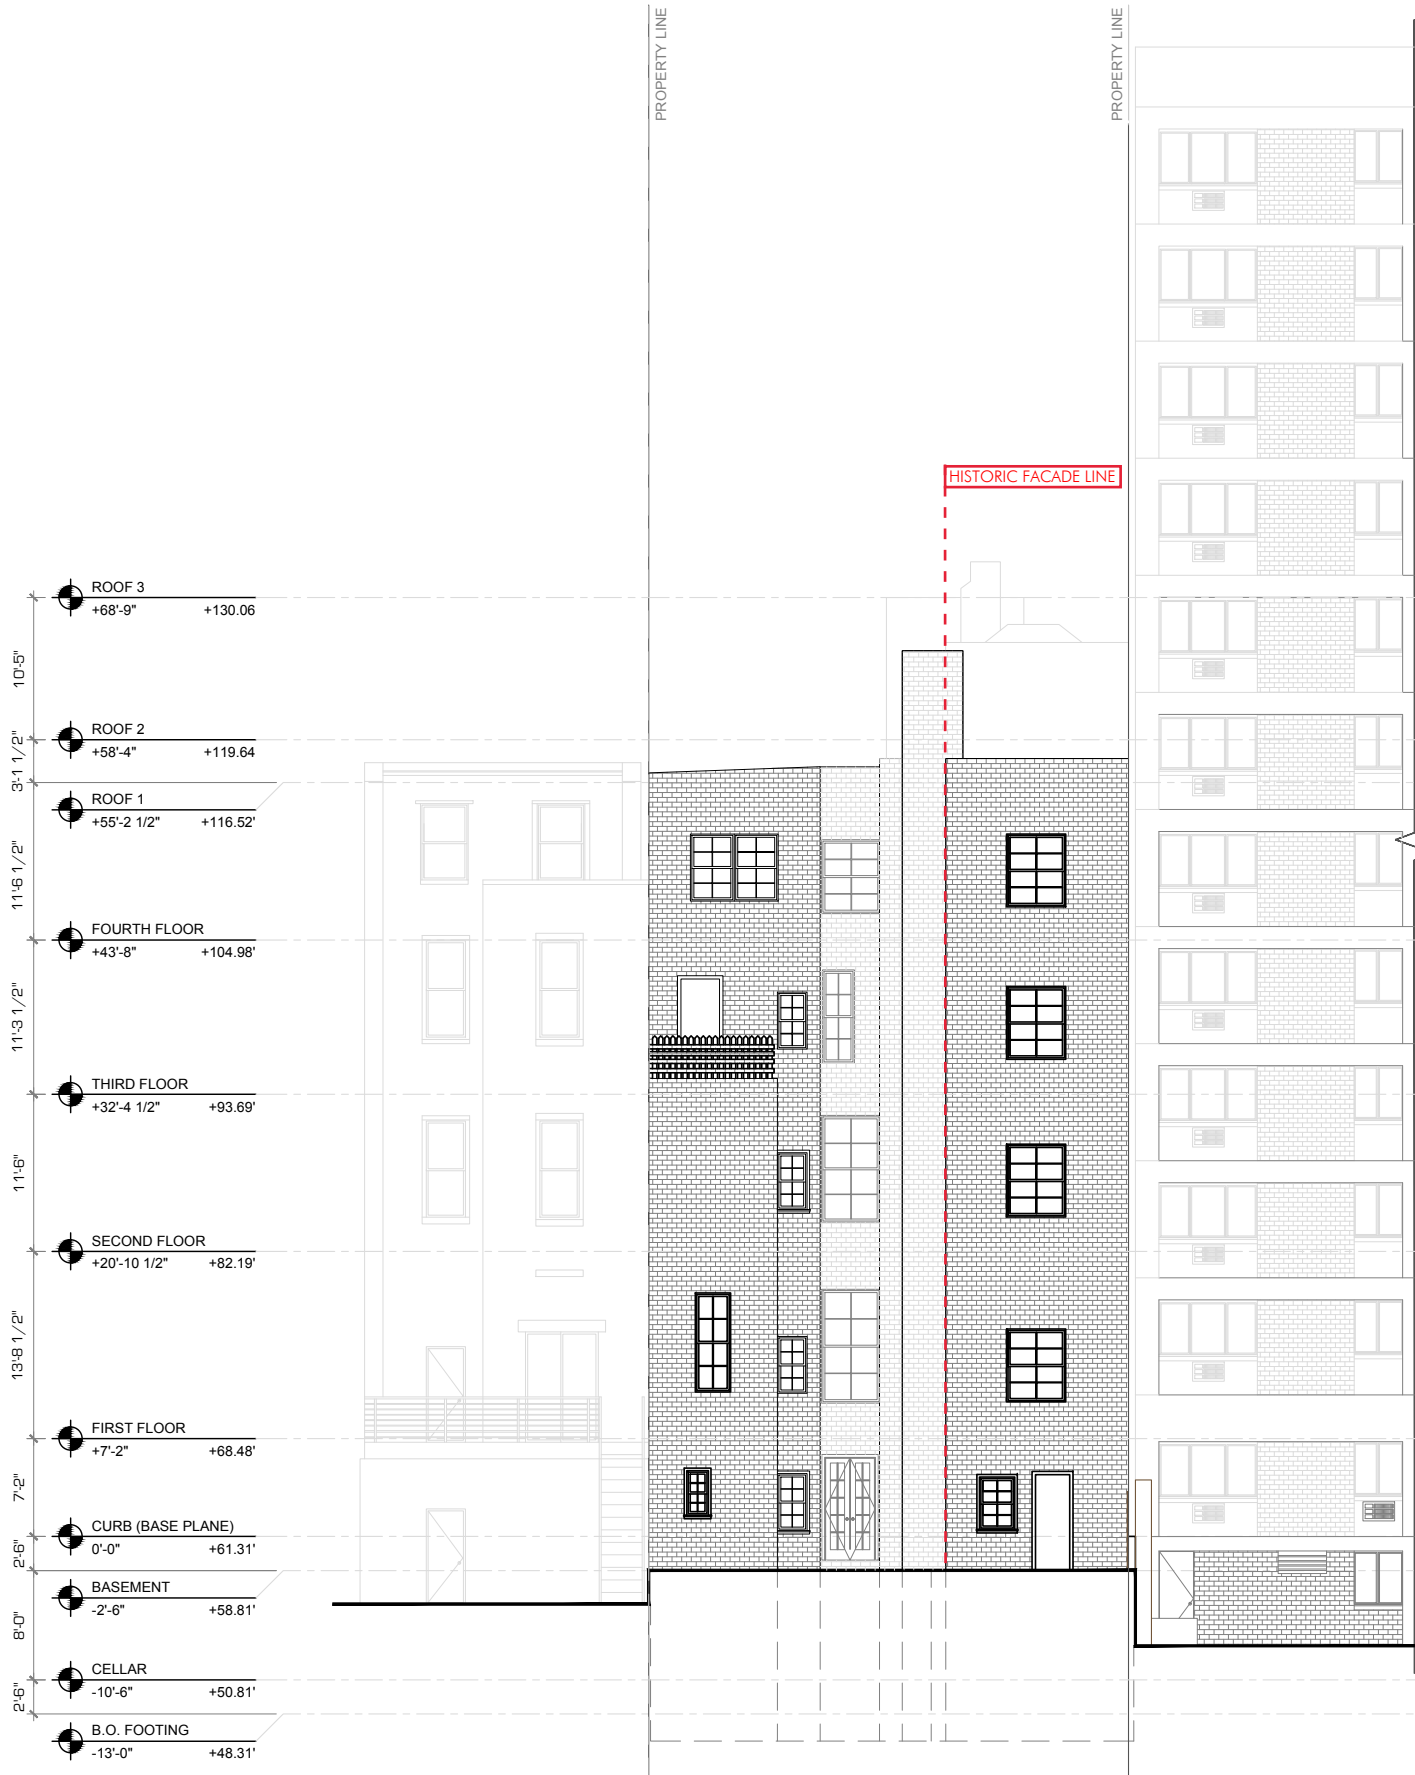 PROPERTY LINE
PROPERTY LINE
HISTORIC FACADE LINE
ROOF 3
+68'-9" +130.06
10'-5"
ROOF 2
+58'-4" +119.64
3'-1 1/2"
ROOF 1
+55'-2 1/2" +116.52'
11'-6 1/2"
FOURTH FLOOR
+43'-8" +104.98'
11'-3 1/2"
THIRD FLOOR
+32'-4 1/2" +93.69'
11'-6"
SECOND FLOOR
+20'-10 1/2" +82.19'
13'-8 1/2"
FIRST FLOOR
+7'-2" +68.48'
7'-2"
CURB (BASE PLANE)
0'-0" +61.31'
2'-6"
BASEMENT
-2'-6" +58.81'
8'-0"
CELLAR
-10'-6" +50.81'
2'-6"
B.O. FOOTING
-13'-0" +48.31'